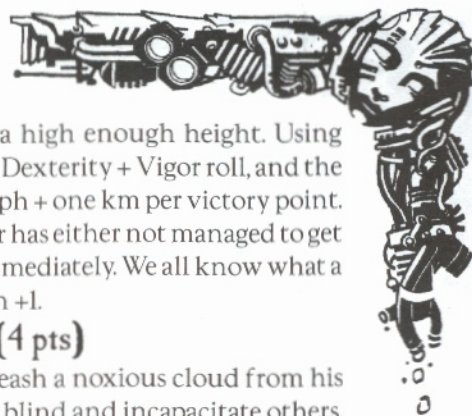 a high enough height. Using
Dexterity + Vigor roll, and the
ph + one km per victory point.
r has either not managed to get
mediately. We all know what a
n +1.
(4 pts)
eash a noxious cloud from his
blind and incapacitate others.